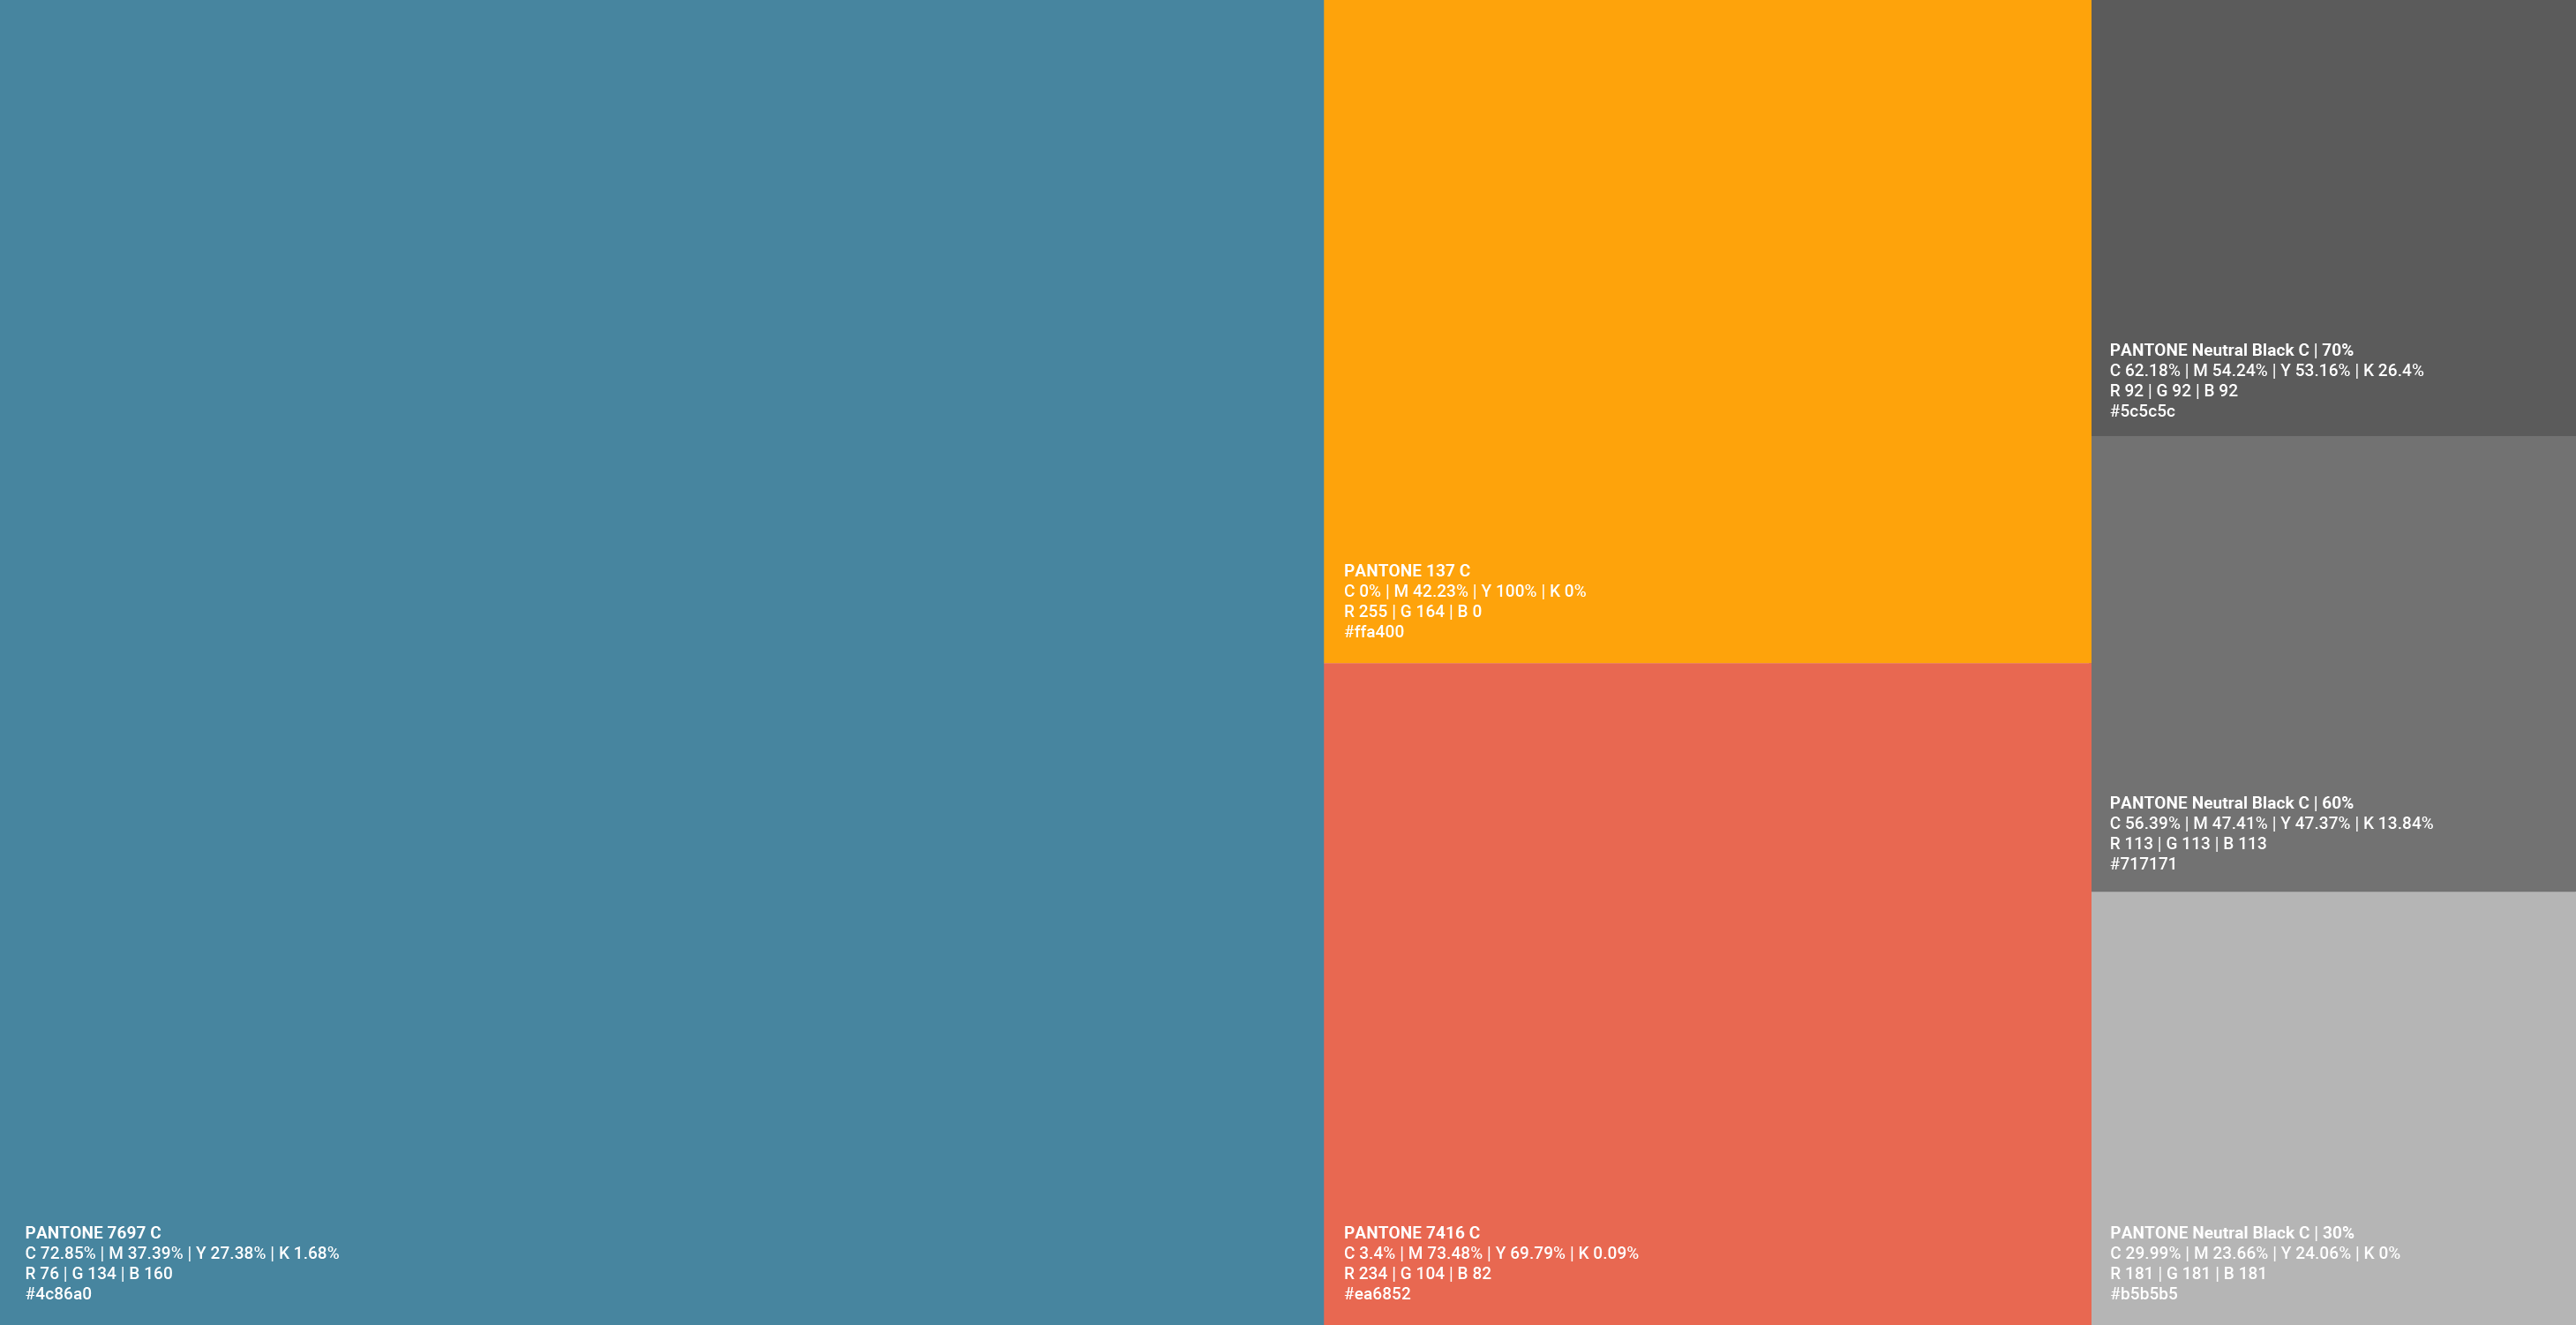 PANTONE 7697 C
C 72.85% | M 37.39% | Y 27.38% | K 1.68%
R 76 | G 134 | B 160
#4c86a0
PANTONE 137 C
C 0% | M 42.23% | Y 100% | K 0%
R 255 | G 164 | B 0
#ffa400
PANTONE 7416 C
C 3.4% | M 73.48% | Y 69.79% | K 0.09%
R 234 | G 104 | B 82
#ea6852
PANTONE Neutral Black C | 70%
C 62.18% | M 54.24% | Y 53.16% | K 26.4%
R 92 | G 92 | B 92
#5c5c5c
PANTONE Neutral Black C | 60%
C 56.39% | M 47.41% | Y 47.37% | K 13.84%
R 113 | G 113 | B 113
#717171
PANTONE Neutral Black C | 30%
C 29.99% | M 23.66% | Y 24.06% | K 0%
R 181 | G 181 | B 181
#b5b5b5